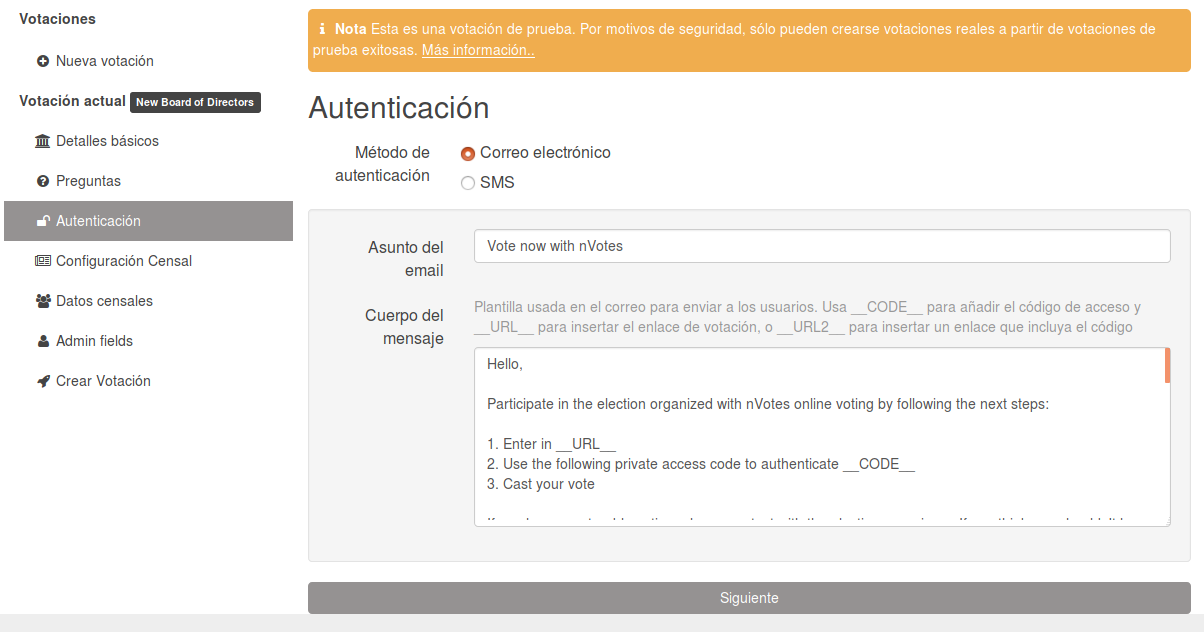 Votaciones
Nueva votación
Votación actual New Board of Directors
Detalles básicos
Preguntas
Autenticación
Configuración Censal
Datos censales
Admin fields
Crear Votación
Nota Esta es una votación de prueba. Por motivos de seguridad, sólo pueden crearse votaciones reales a partir de votaciones de
prueba exitosas. Más información..
Autenticación
Método de
autenticación
Correo electrónico
SMS
Asunto del
email
Vote now with nVotes
Cuerpo del
mensaje
Plantilla usada en el correo para enviar a los usuarios. Usa __CODE__ para añadir el código de acceso y
__URL__ para insertar el enlace de votación, o __URL2__ para insertar un enlace que incluya el código
Hello,
Participate in the election organized with nVotes online voting by following the next steps:
1. Enter in __URL__
2. Use the following private access code to authenticate __CODE__
3. Cast your vote
Siguiente